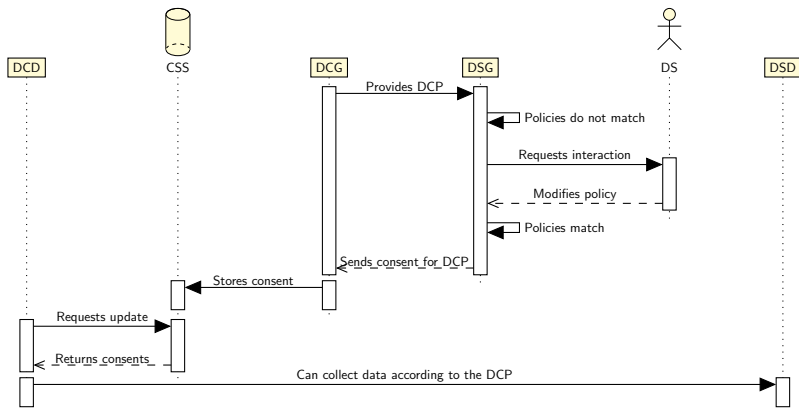 DCD
CSS
DCG
DSG
DS
DSD
Provides DCP
Policies do not match
Requests interaction
Modifies policy
Policies match
Sends consent for DCP
Stores consent
Requests update
Returns consents
Can collect data according to the DCP